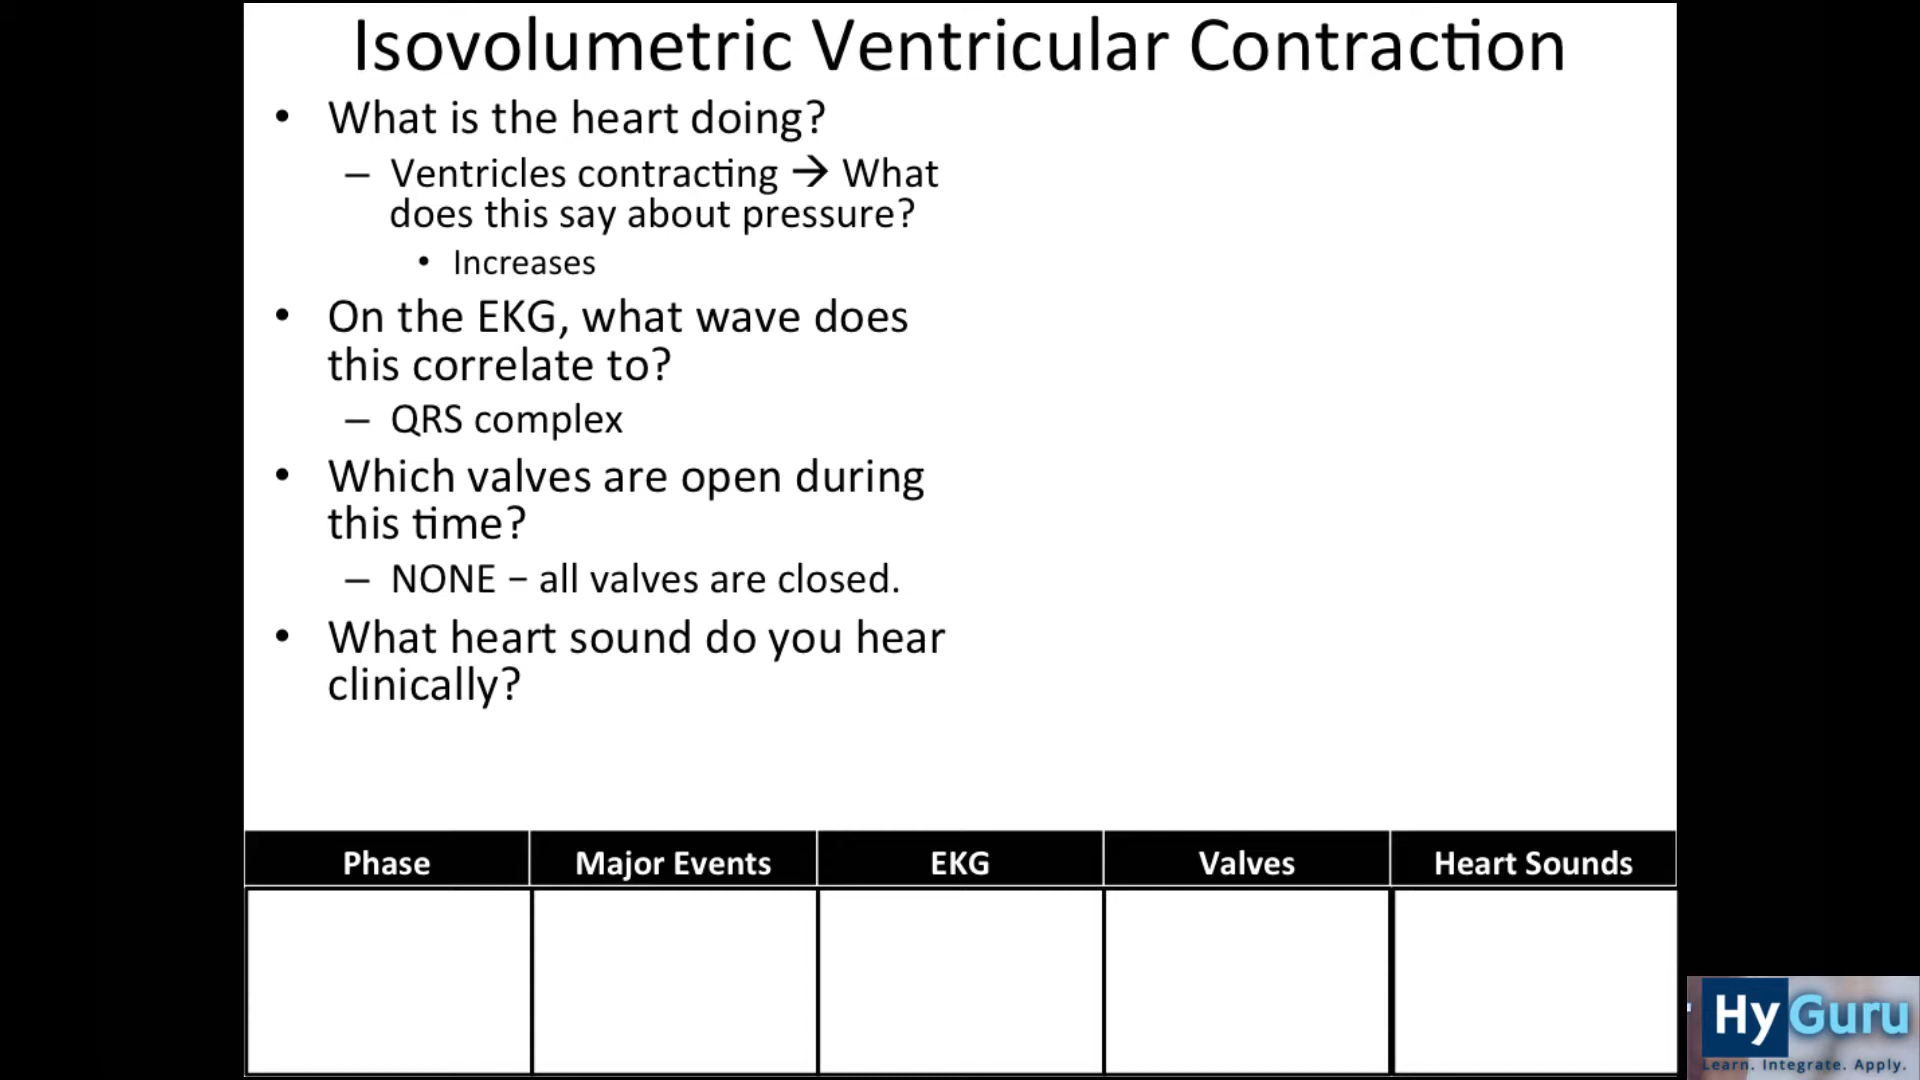 Isovolumetric Ventricular Contraction
• What is the heart doing?
– Ventricles contracting → What
does this say about pressure?
• Increases
• On the EKG, what wave does
this correlate to?
– QRS complex
• Which valves are open during
this time?
– NONE – all valves are closed.
• What heart sound do you hear
clinically?
Phase Major Events EKG Valves Heart Sounds
HyGuru
Learn. Integrate. Apply.